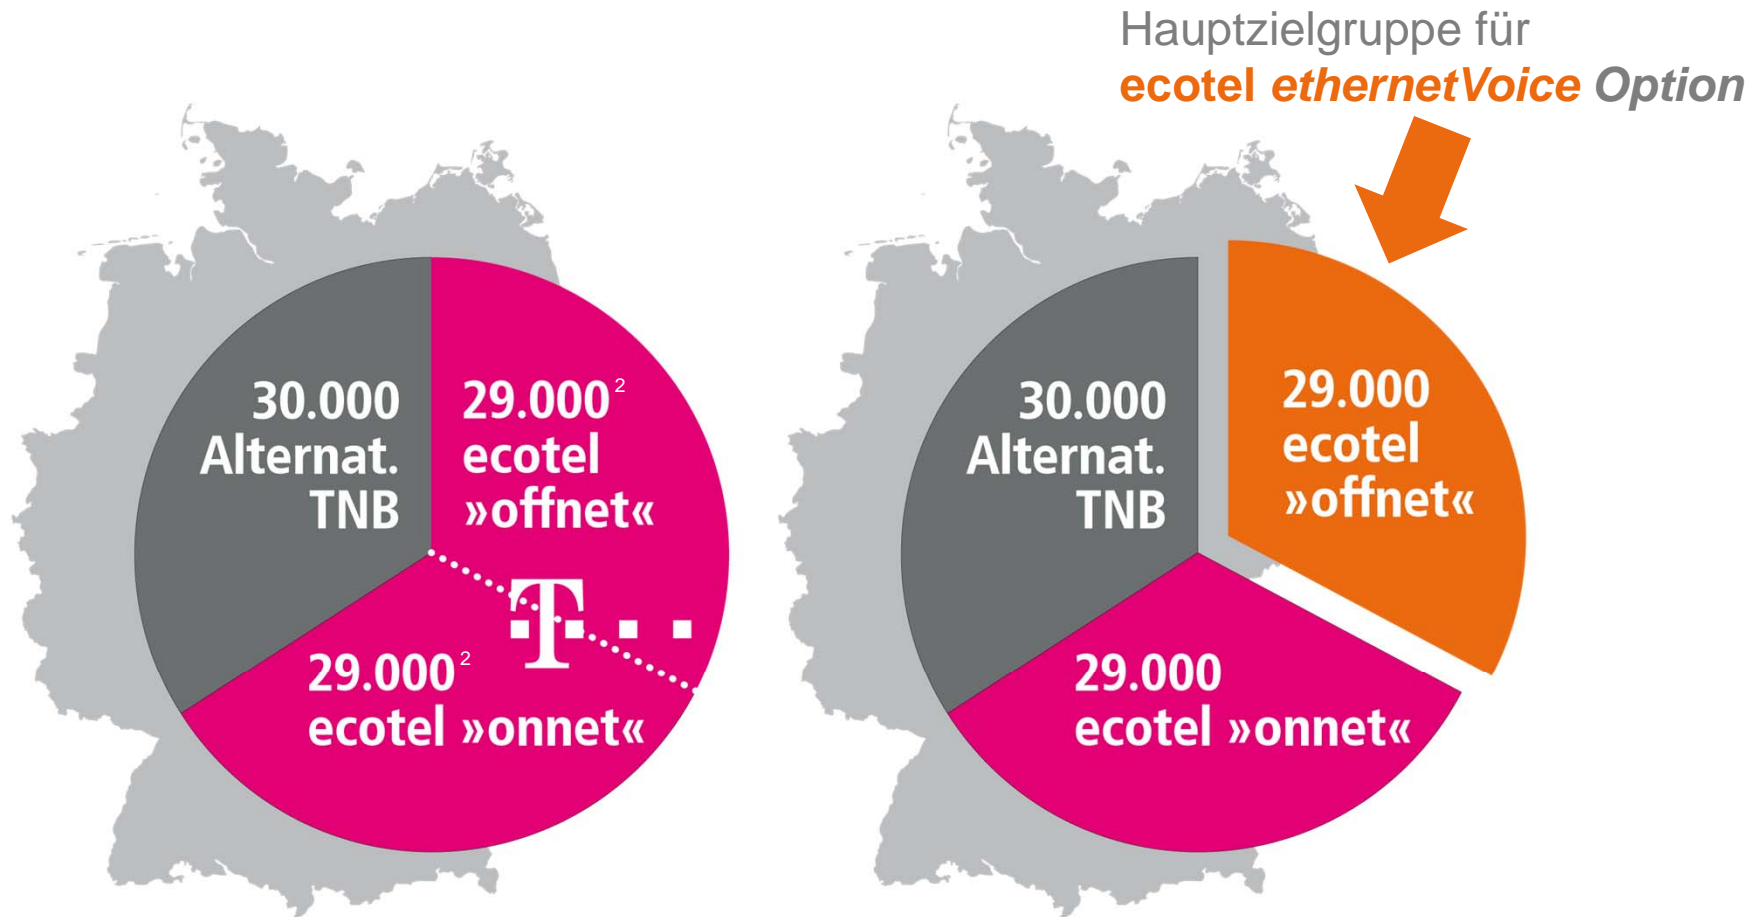 Hauptzielgruppe für
ecotel ethernetVoice Option
30.000
Alternat.
TNB
29.000²
ecotel
»offnet«
T
29.000²
ecotel »onnet«
30.000
Alternat.
TNB
29.000
ecotel
»offnet«
29.000
ecotel »onnet«